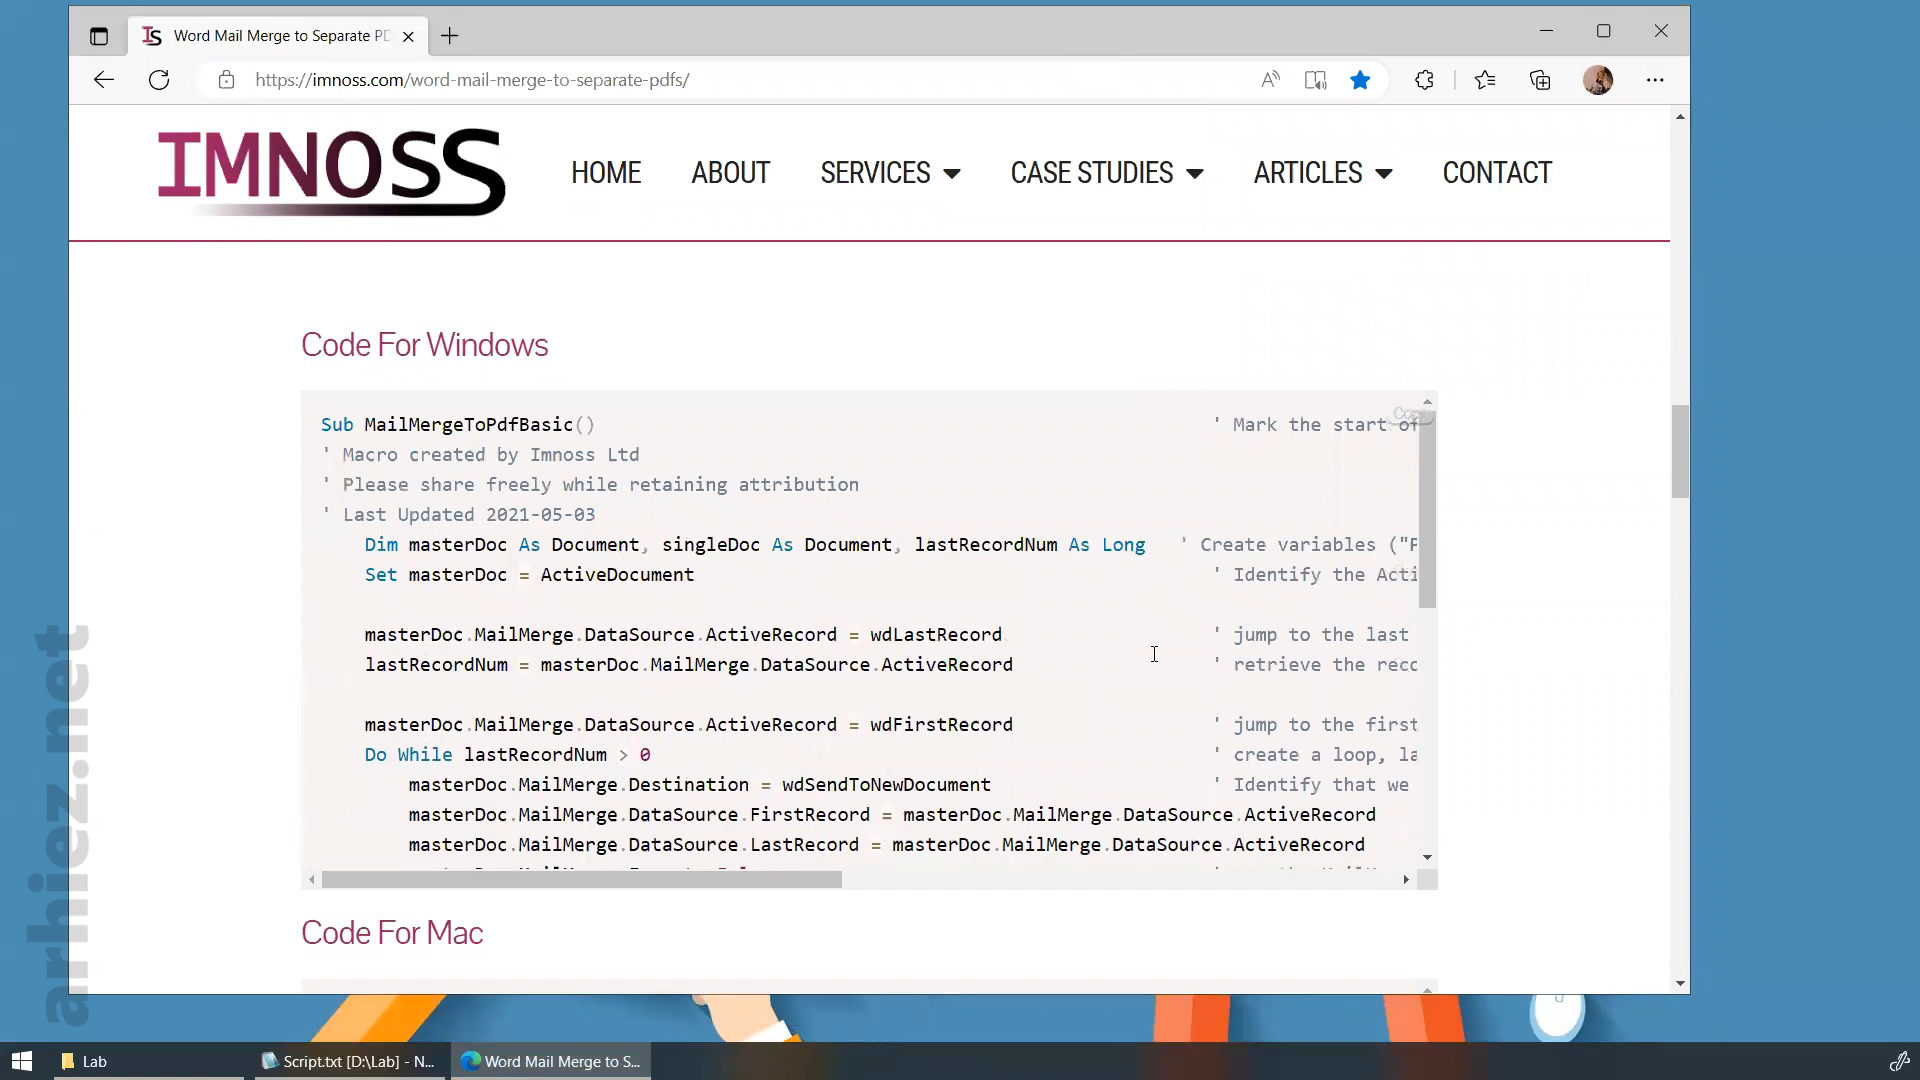 Word Mail Merge to Separate PD
https://imnoss.com/word-mail-merge-to-separate-pdfs/
IMNOSS
HOME
ABOUT
SERVICES
CASE STUDIES
ARTICLES
CONTACT
Code For Windows
Copy
Sub MailMergeToPdfBasic() ' Mark the start of
' Macro created by Imnoss Ltd
' Please share freely while retaining attribution
' Last Updated 2021-05-03
Dim masterDoc As Document, singleDoc As Document, lastRecordNum As Long ' Create variables ("P
Set masterDoc = ActiveDocument ' Identify the Acti
masterDoc.MailMerge.DataSource.ActiveRecord = wdLastRecord ' jump to the last
lastRecordNum = masterDoc.MailMerge.DataSource.ActiveRecord ' retrieve the reco
masterDoc.MailMerge.DataSource.ActiveRecord = wdFirstRecord ' jump to the first
Do While lastRecordNum > 0 ' create a loop, la
masterDoc.MailMerge.Destination = wdSendToNewDocument ' Identify that we
masterDoc.MailMerge.DataSource.FirstRecord = masterDoc.MailMerge.DataSource.ActiveRecord
masterDoc.MailMerge.DataSource.LastRecord = masterDoc.MailMerge.DataSource.ActiveRecord
Code For Mac
arhiez.net
Lab
Script.txt [D:\Lab] - N...
Word Mail Merge to S...